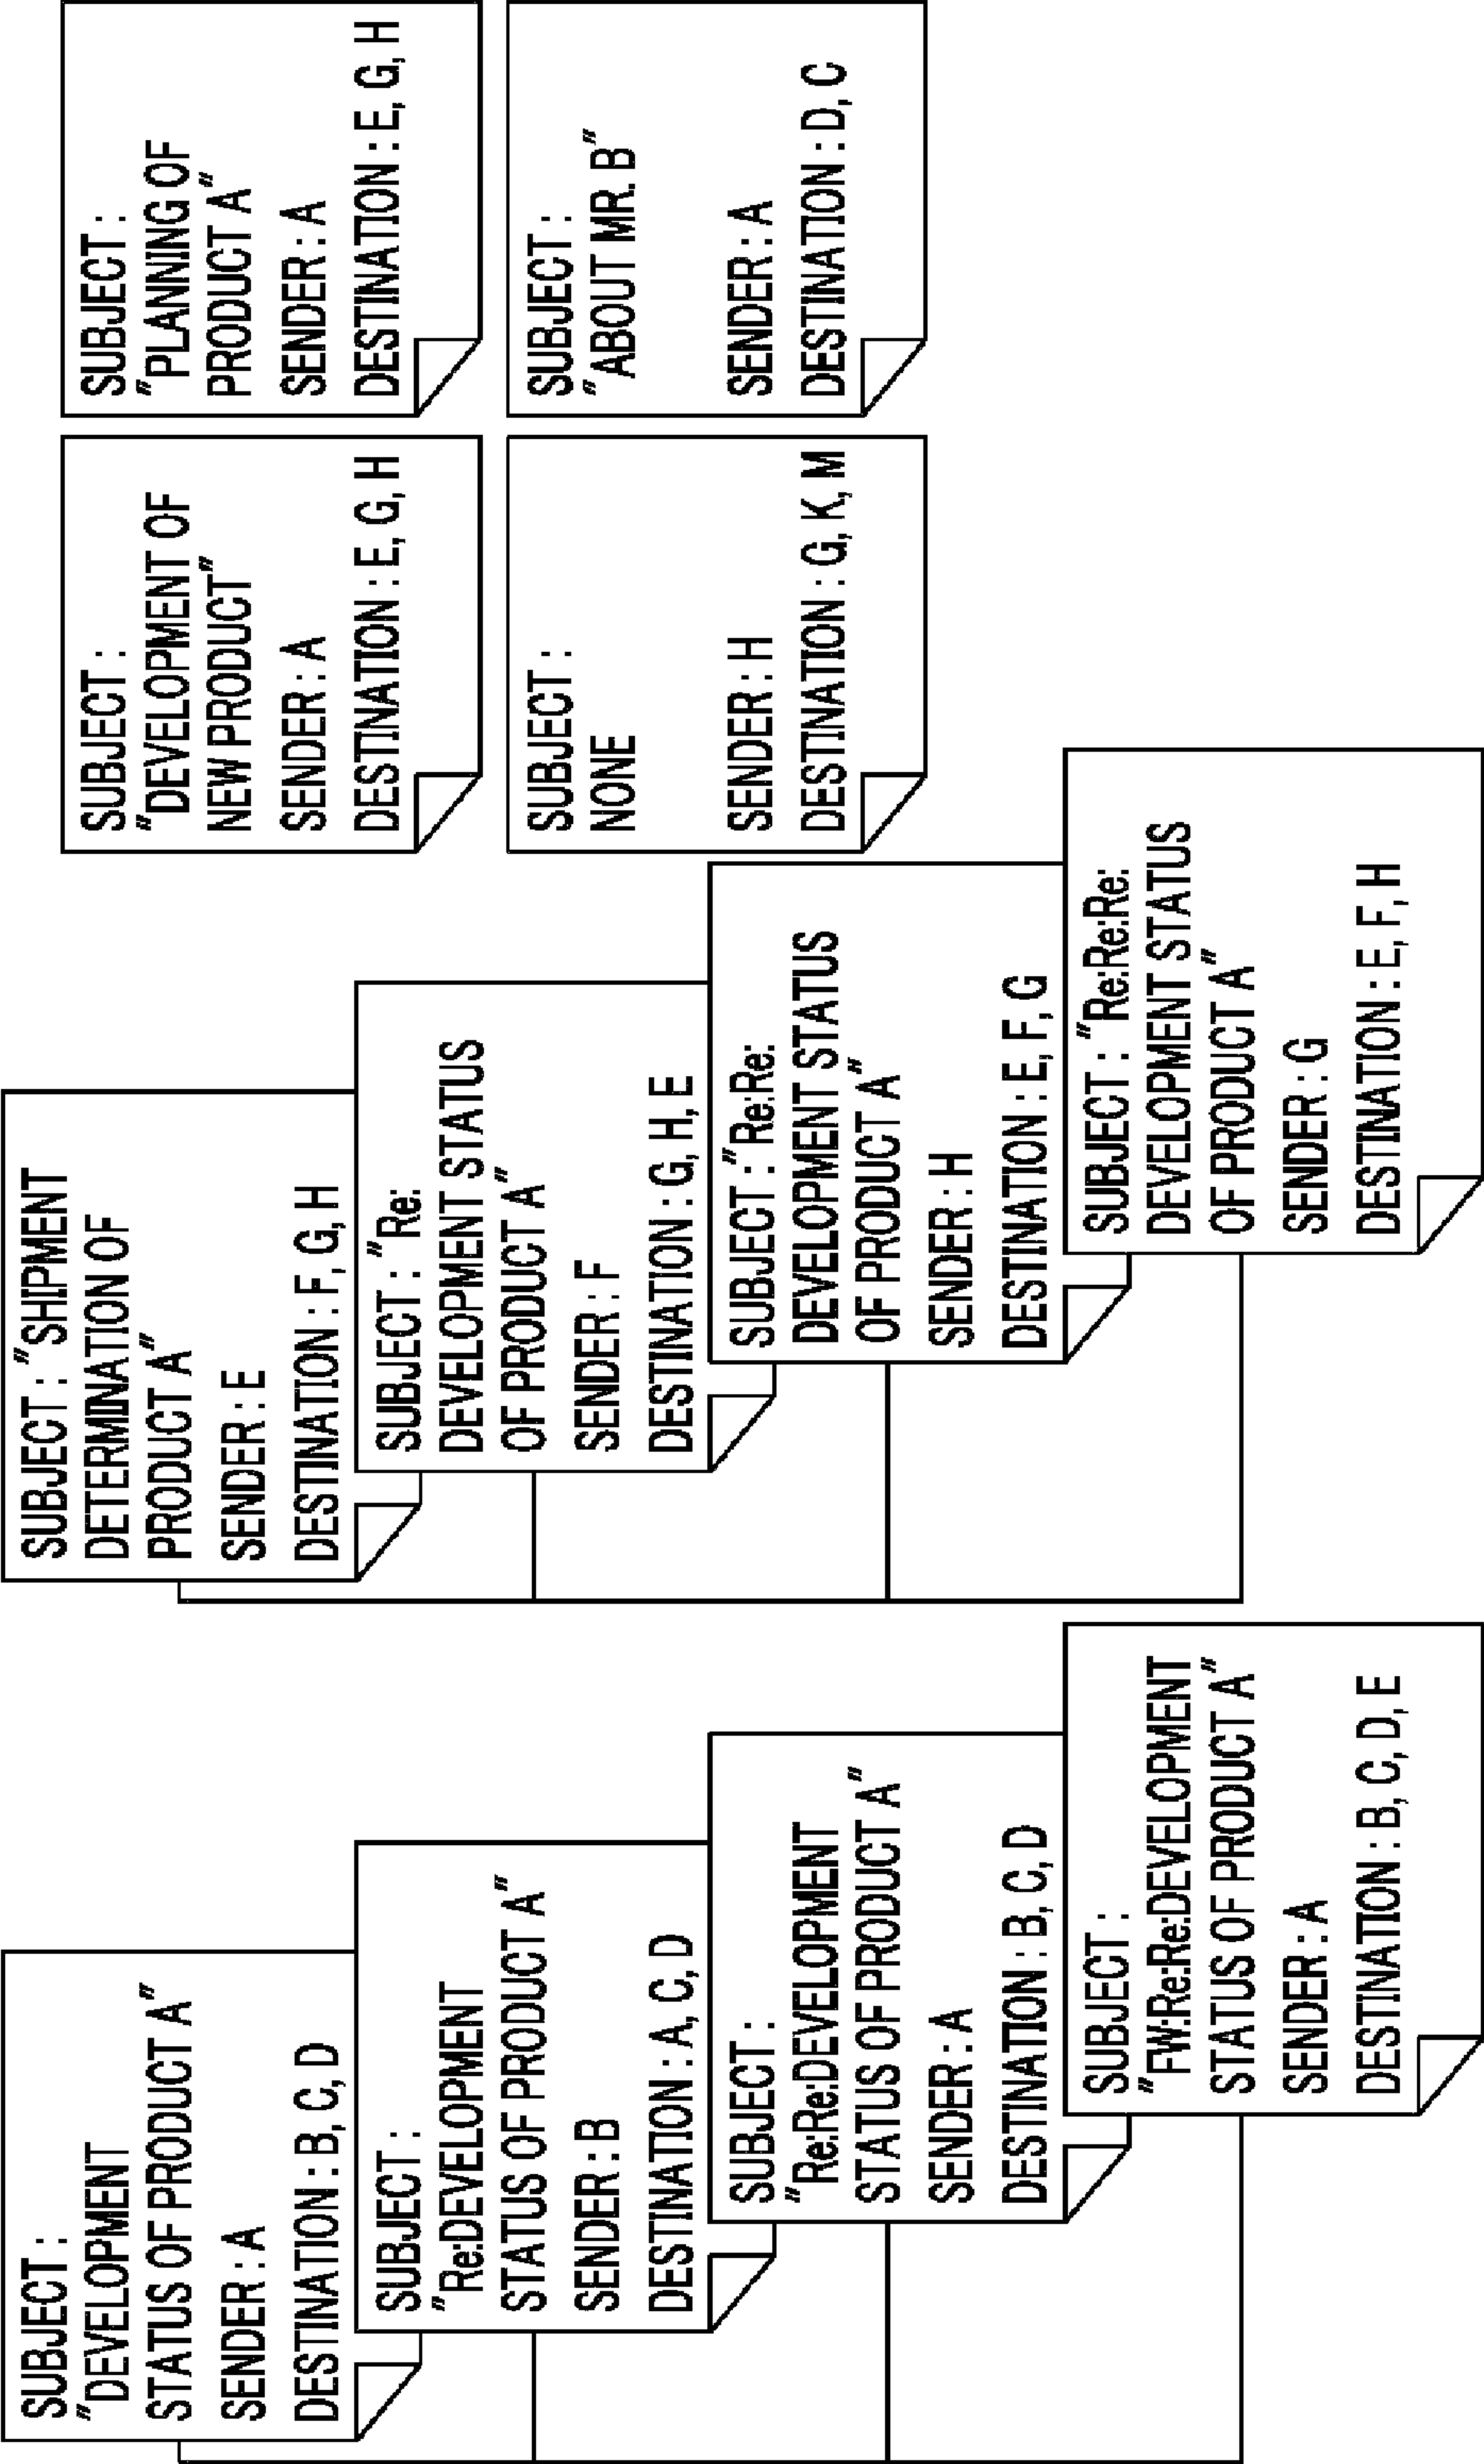 SUBJECT :
"DEVELOPMENT
STATUS OF PRODUCT A"
SENDER : A
DESTINATION : B, C, D
SUBJECT :
"Re:DEVELOPMENT
STATUS OF PRODUCT A"
SENDER : B
DESTINATION : A, C, D
SUBJECT :
"Re:Re:DEVELOPMENT
STATUS OF PRODUCT A"
SENDER : A
DESTINATION : B, C, D
SUBJECT :
"FW:Re:Re:DEVELOPMENT
STATUS OF PRODUCT A"
SENDER : A
DESTINATION : B, C, D, E
SUBJECT : "SHIPMENT
DETERMINATION OF
PRODUCT A"
SENDER : E
DESTINATION : F, G, H
SUBJECT : "Re:
DEVELOPMENT STATUS
OF PRODUCT A"
SENDER : F
DESTINATION : G, H, E
SUBJECT : "Re:Re:
DEVELOPMENT STATUS
OF PRODUCT A"
SENDER : H
DESTINATION : E, F, G
SUBJECT : "Re:Re:Re:
DEVELOPMENT STATUS
OF PRODUCT A"
SENDER : G
DESTINATION : E, F, H
SUBJECT :
"DEVELOPMENT OF
NEW PRODUCT"
SENDER : A
DESTINATION : E, G, H
SUBJECT :
"PLANNING OF
PRODUCT A"
SENDER : A
DESTINATION : E, G, H
SUBJECT :
NONE
SENDER : H
DESTINATION : G, K, M
SUBJECT :
"ABOUT MR. B"
SENDER : A
DESTINATION : D, C